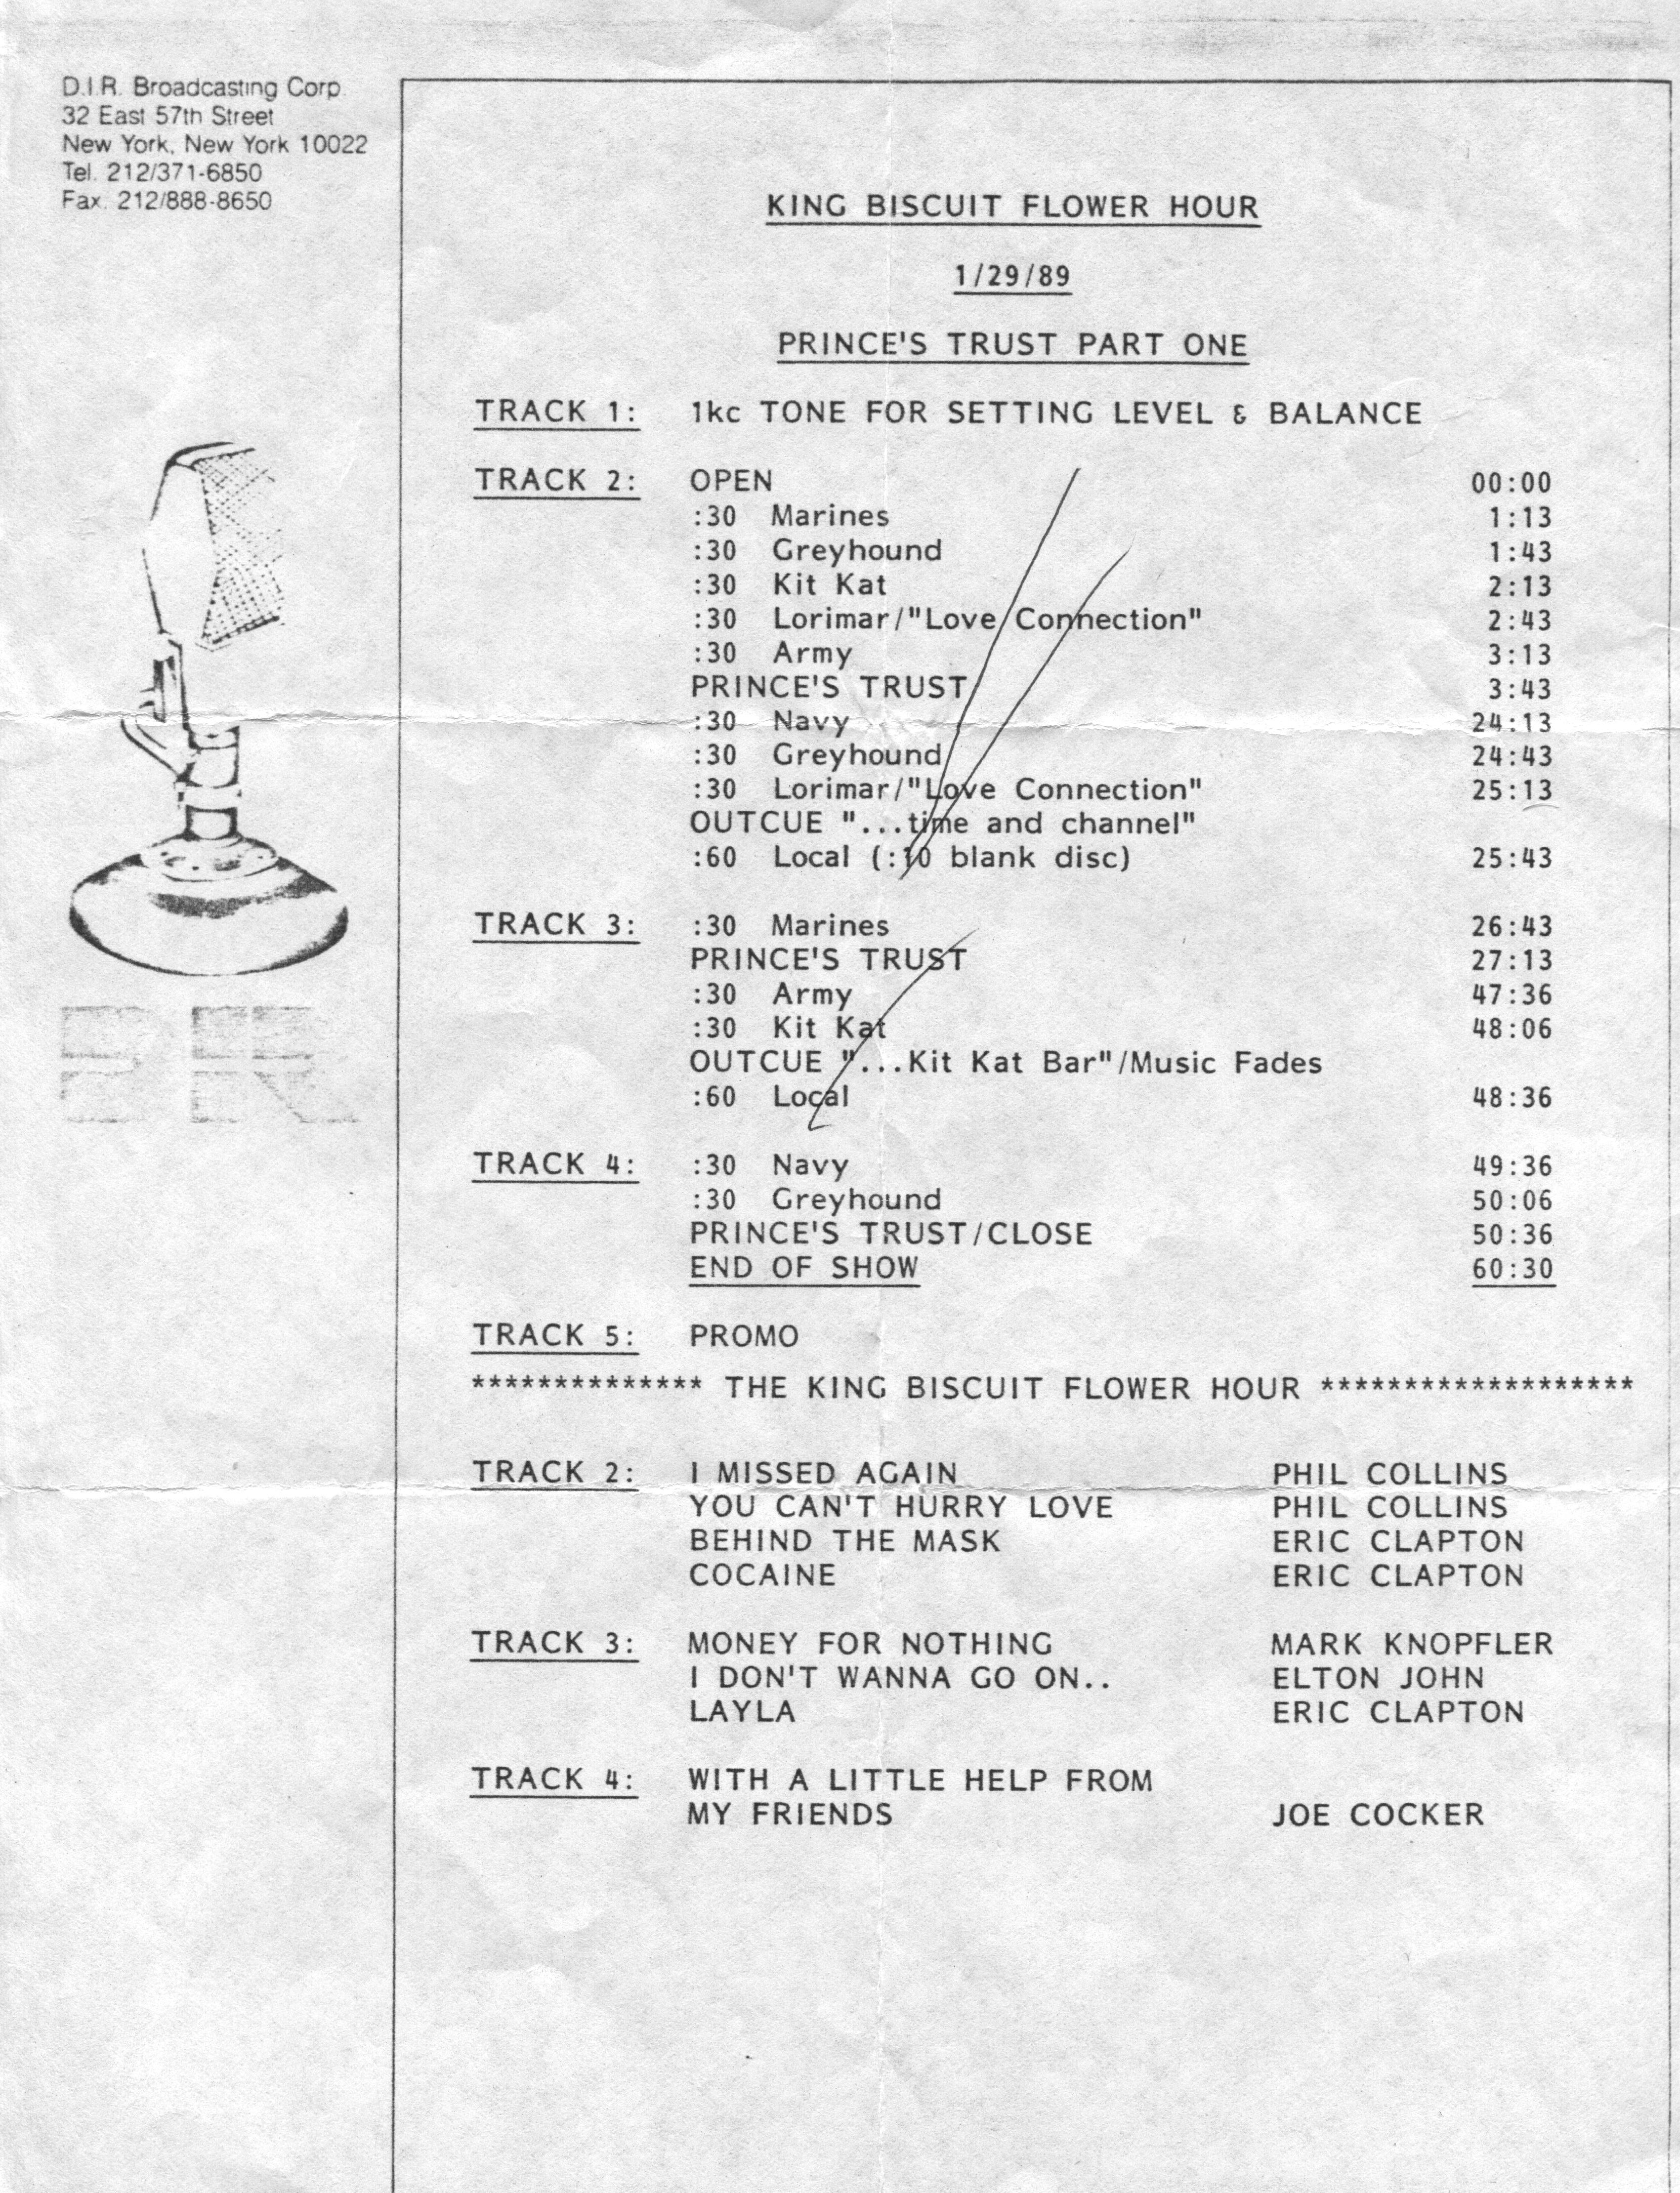 D.I.R. Broadcasting Corp.
32 East 57th Street
New York, New York 10022
Tel. 212/371-6850
Fax. 212/888-8650
KING BISCUIT FLOWER HOUR
1/29/89
PRINCE'S TRUST PART ONE
TRACK 1: 1kc TONE FOR SETTING LEVEL & BALANCE
TRACK 2: OPEN 00:00
:30 Marines 1:13
:30 Greyhound 1:43
:30 Kit Kat 2:13
:30 Lorimar/"Love Connection" 2:43
:30 Army 3:13
PRINCE'S TRUST 3:43
:30 Navy 24:13
:30 Greyhound 24:43
:30 Lorimar/"Love Connection" 25:13
OUTCUE "...time and channel"
:60 Local (:10 blank disc) 25:43
TRACK 3: :30 Marines 26:43
PRINCE'S TRUST 27:13
:30 Army 47:36
:30 Kit Kat 48:06
OUTCUE "...Kit Kat Bar"/Music Fades
:60 Local 48:36
TRACK 4: :30 Navy 49:36
:30 Greyhound 50:06
PRINCE'S TRUST/CLOSE 50:36
END OF SHOW 60:30
TRACK 5: PROMO
************** THE KING BISCUIT FLOWER HOUR *******************
TRACK 2: I MISSED AGAIN PHIL COLLINS
YOU CAN'T HURRY LOVE PHIL COLLINS
BEHIND THE MASK ERIC CLAPTON
COCAINE ERIC CLAPTON
TRACK 3: MONEY FOR NOTHING MARK KNOPFLER
I DON'T WANNA GO ON.. ELTON JOHN
LAYLA ERIC CLAPTON
TRACK 4: WITH A LITTLE HELP FROM
MY FRIENDS JOE COCKER